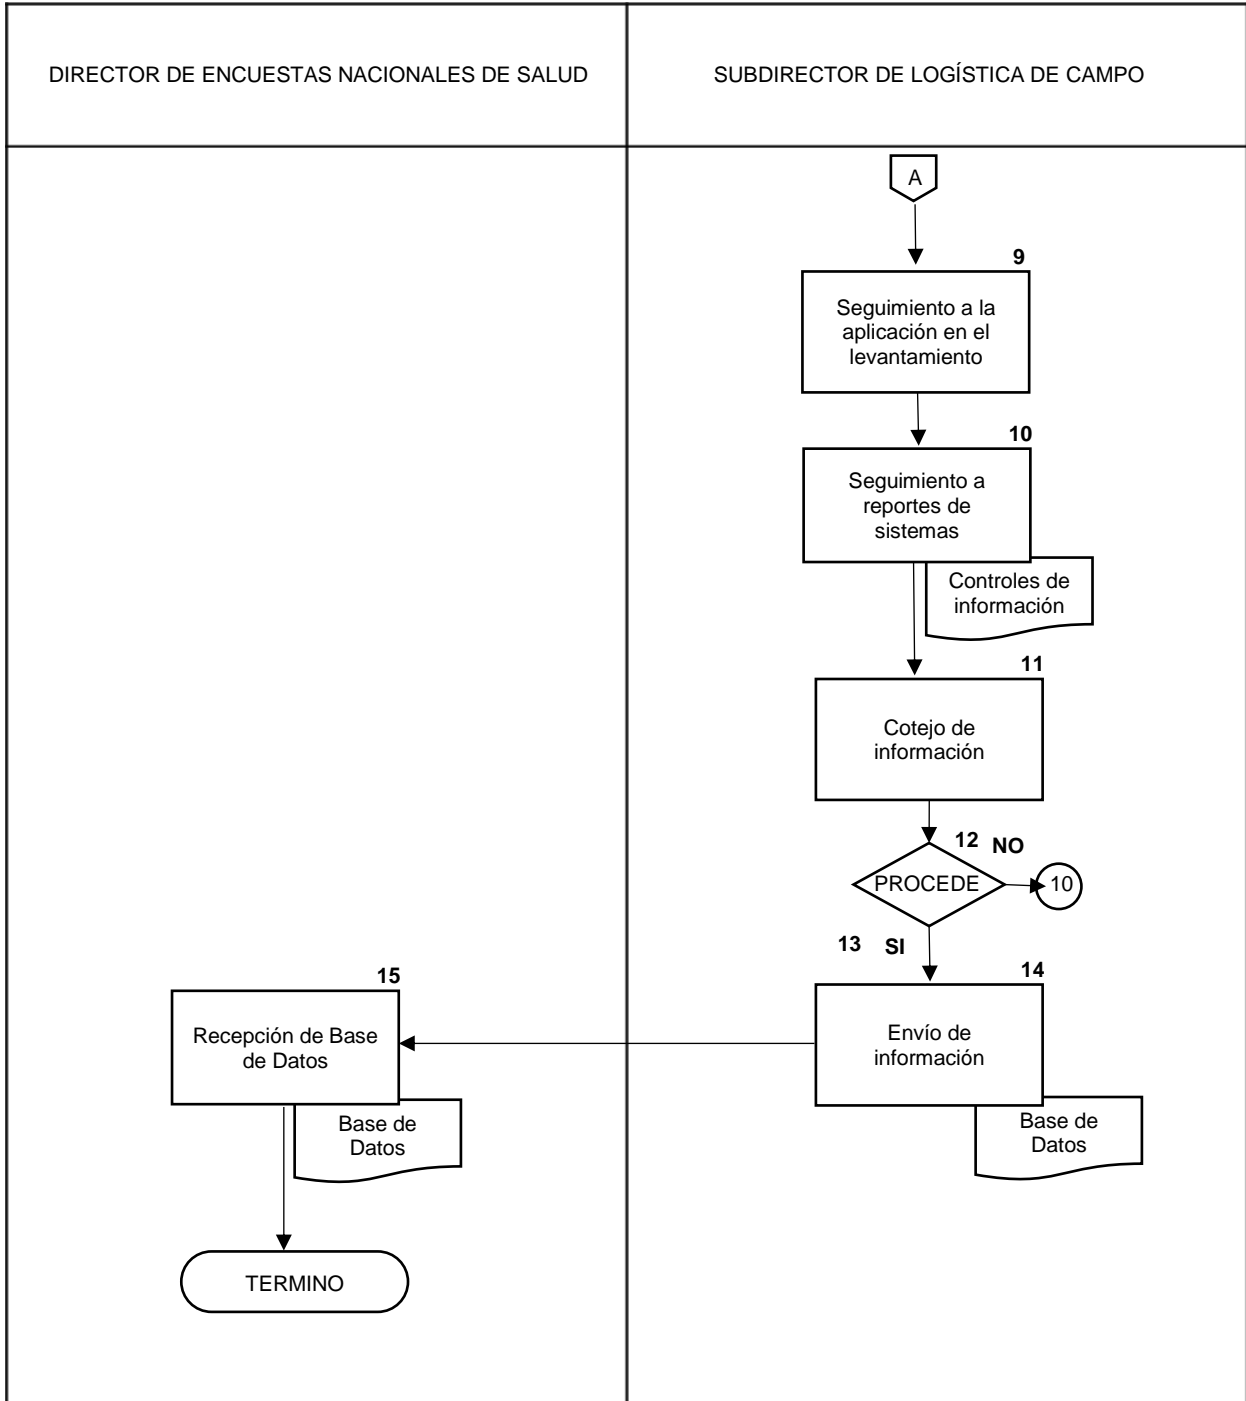 DIRECTOR DE ENCUESTAS NACIONALES DE SALUD
SUBDIRECTOR DE LOGÍSTICA DE CAMPO
A
9
Seguimiento a la
aplicación en el
levantamiento
10
Seguimiento a
reportes de
sistemas
Controles de
información
11
Cotejo de
información
12 NO
PROCEDE
10
13 SI
14
Envío de
información
Base de
Datos
15
Recepción de Base
de Datos
Base de
Datos
TERMINO